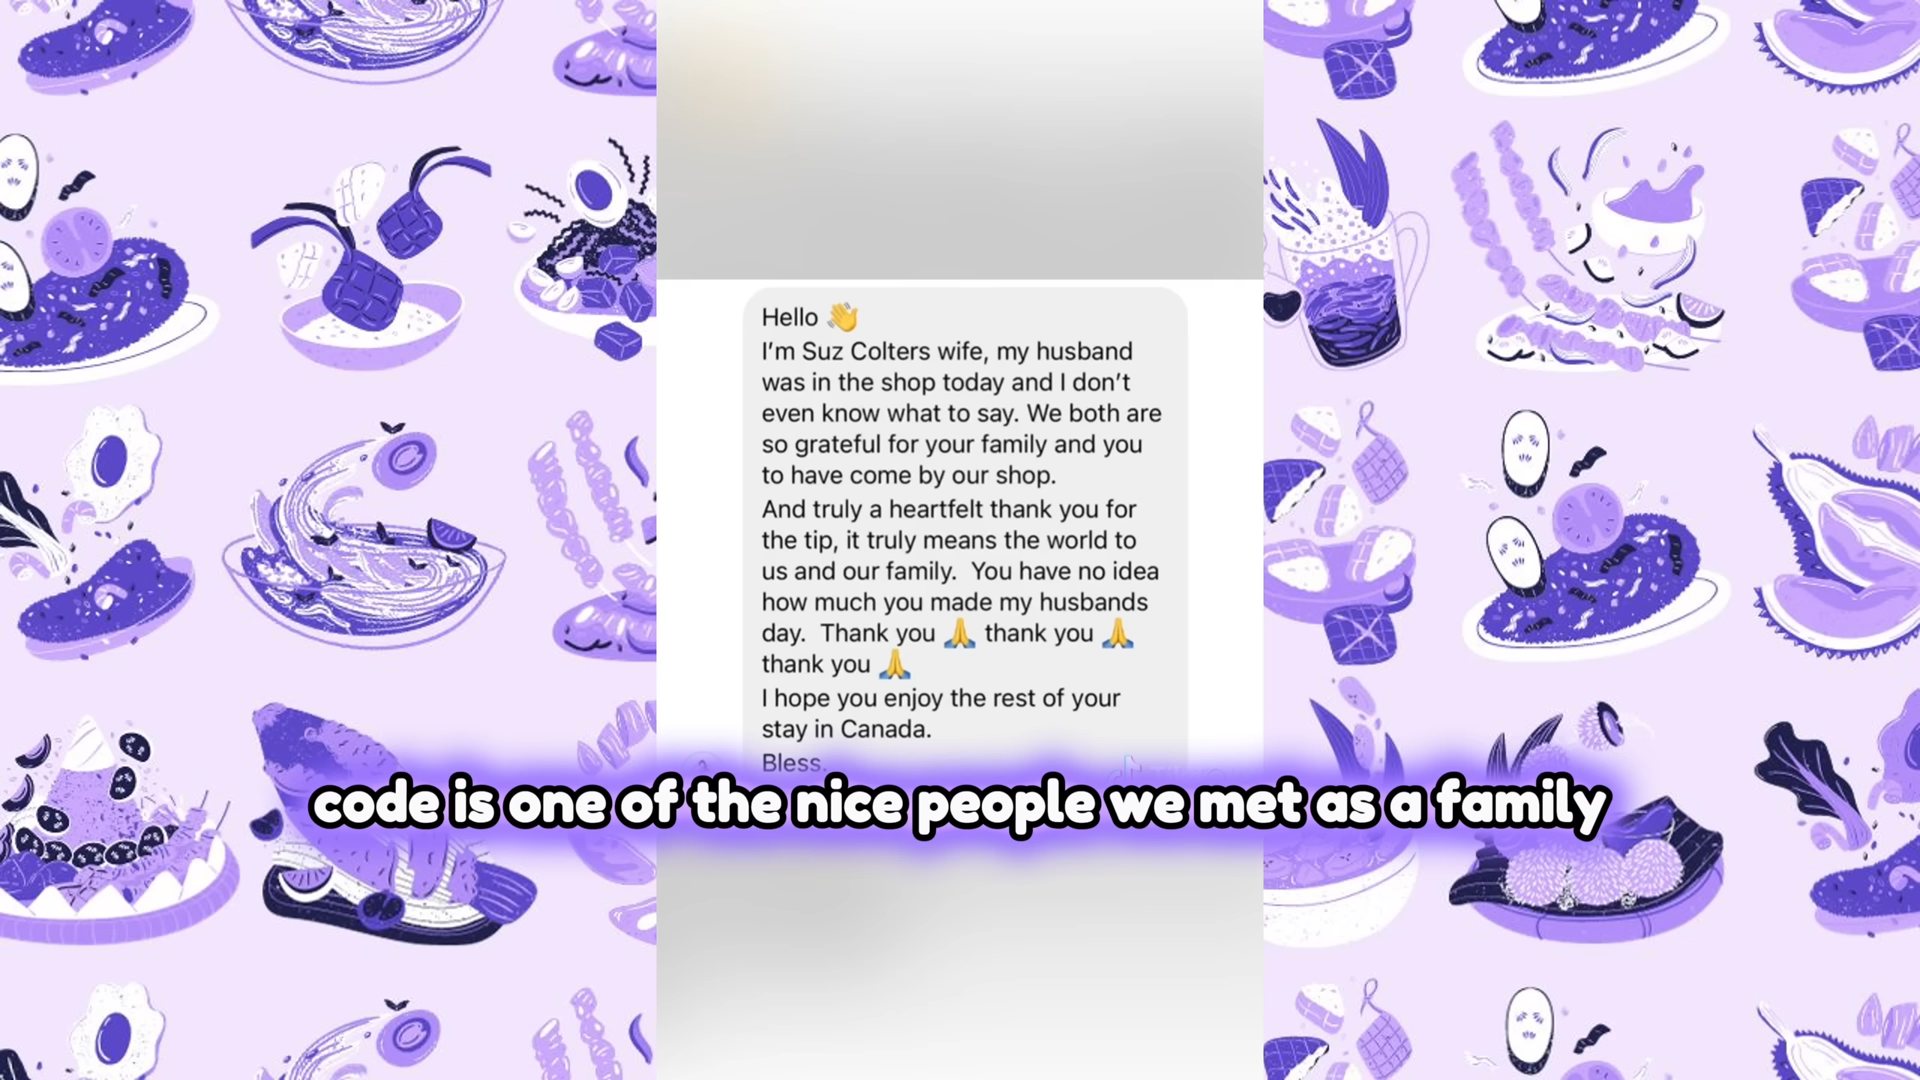 Hello 👋
I'm Suz Colters wife, my husband
was in the shop today and I don't
even know what to say. We both are
so grateful for your family and you
to have come by our shop.
And truly a heartfelt thank you for
the tip, it truly means the world to
us and our family.  You have no idea
how much you made my husbands
day.  Thank you 🙏 thank you 🙏
thank you 🙏
I hope you enjoy the rest of your
stay in Canada.
Bless.
code is one of the nice people we met as a family